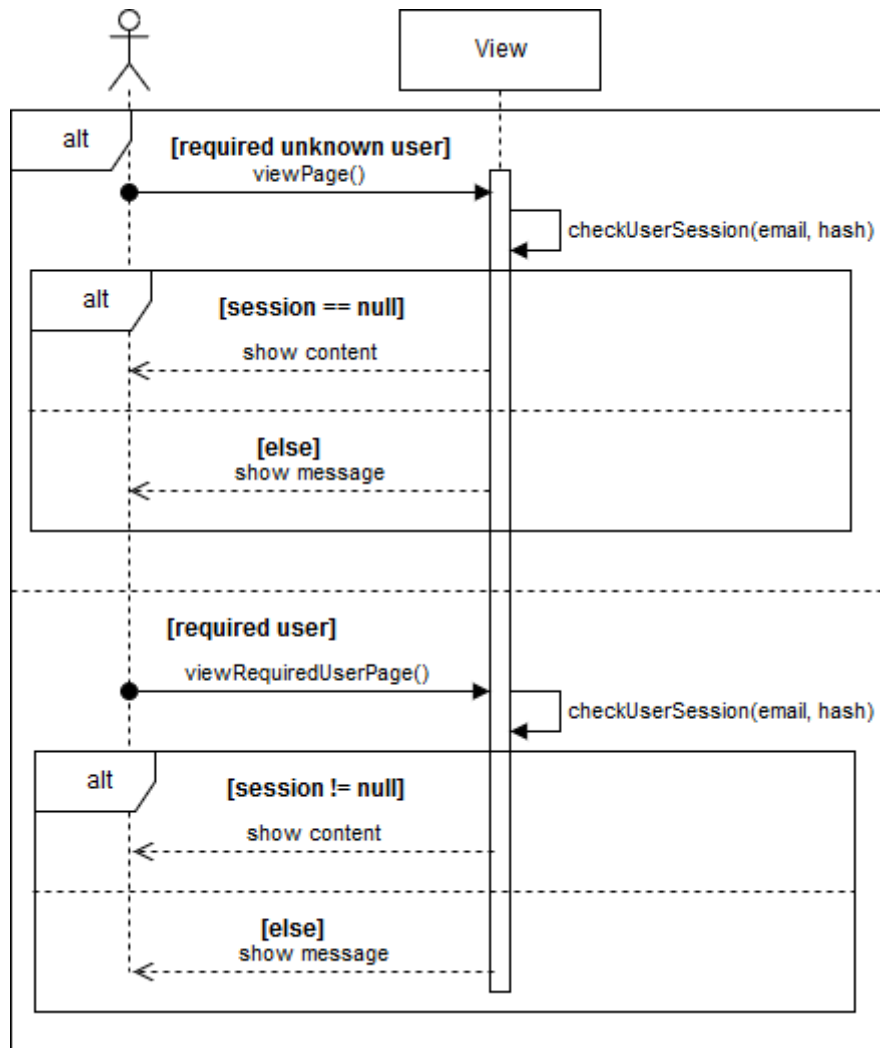 View
alt
[required unknown user]
viewPage()
checkUserSession(email, hash)
alt
[session == null]
show content
[else]
show message
[required user]
viewRequiredUserPage()
checkUserSession(email, hash)
alt
[session != null]
show content
[else]
show message